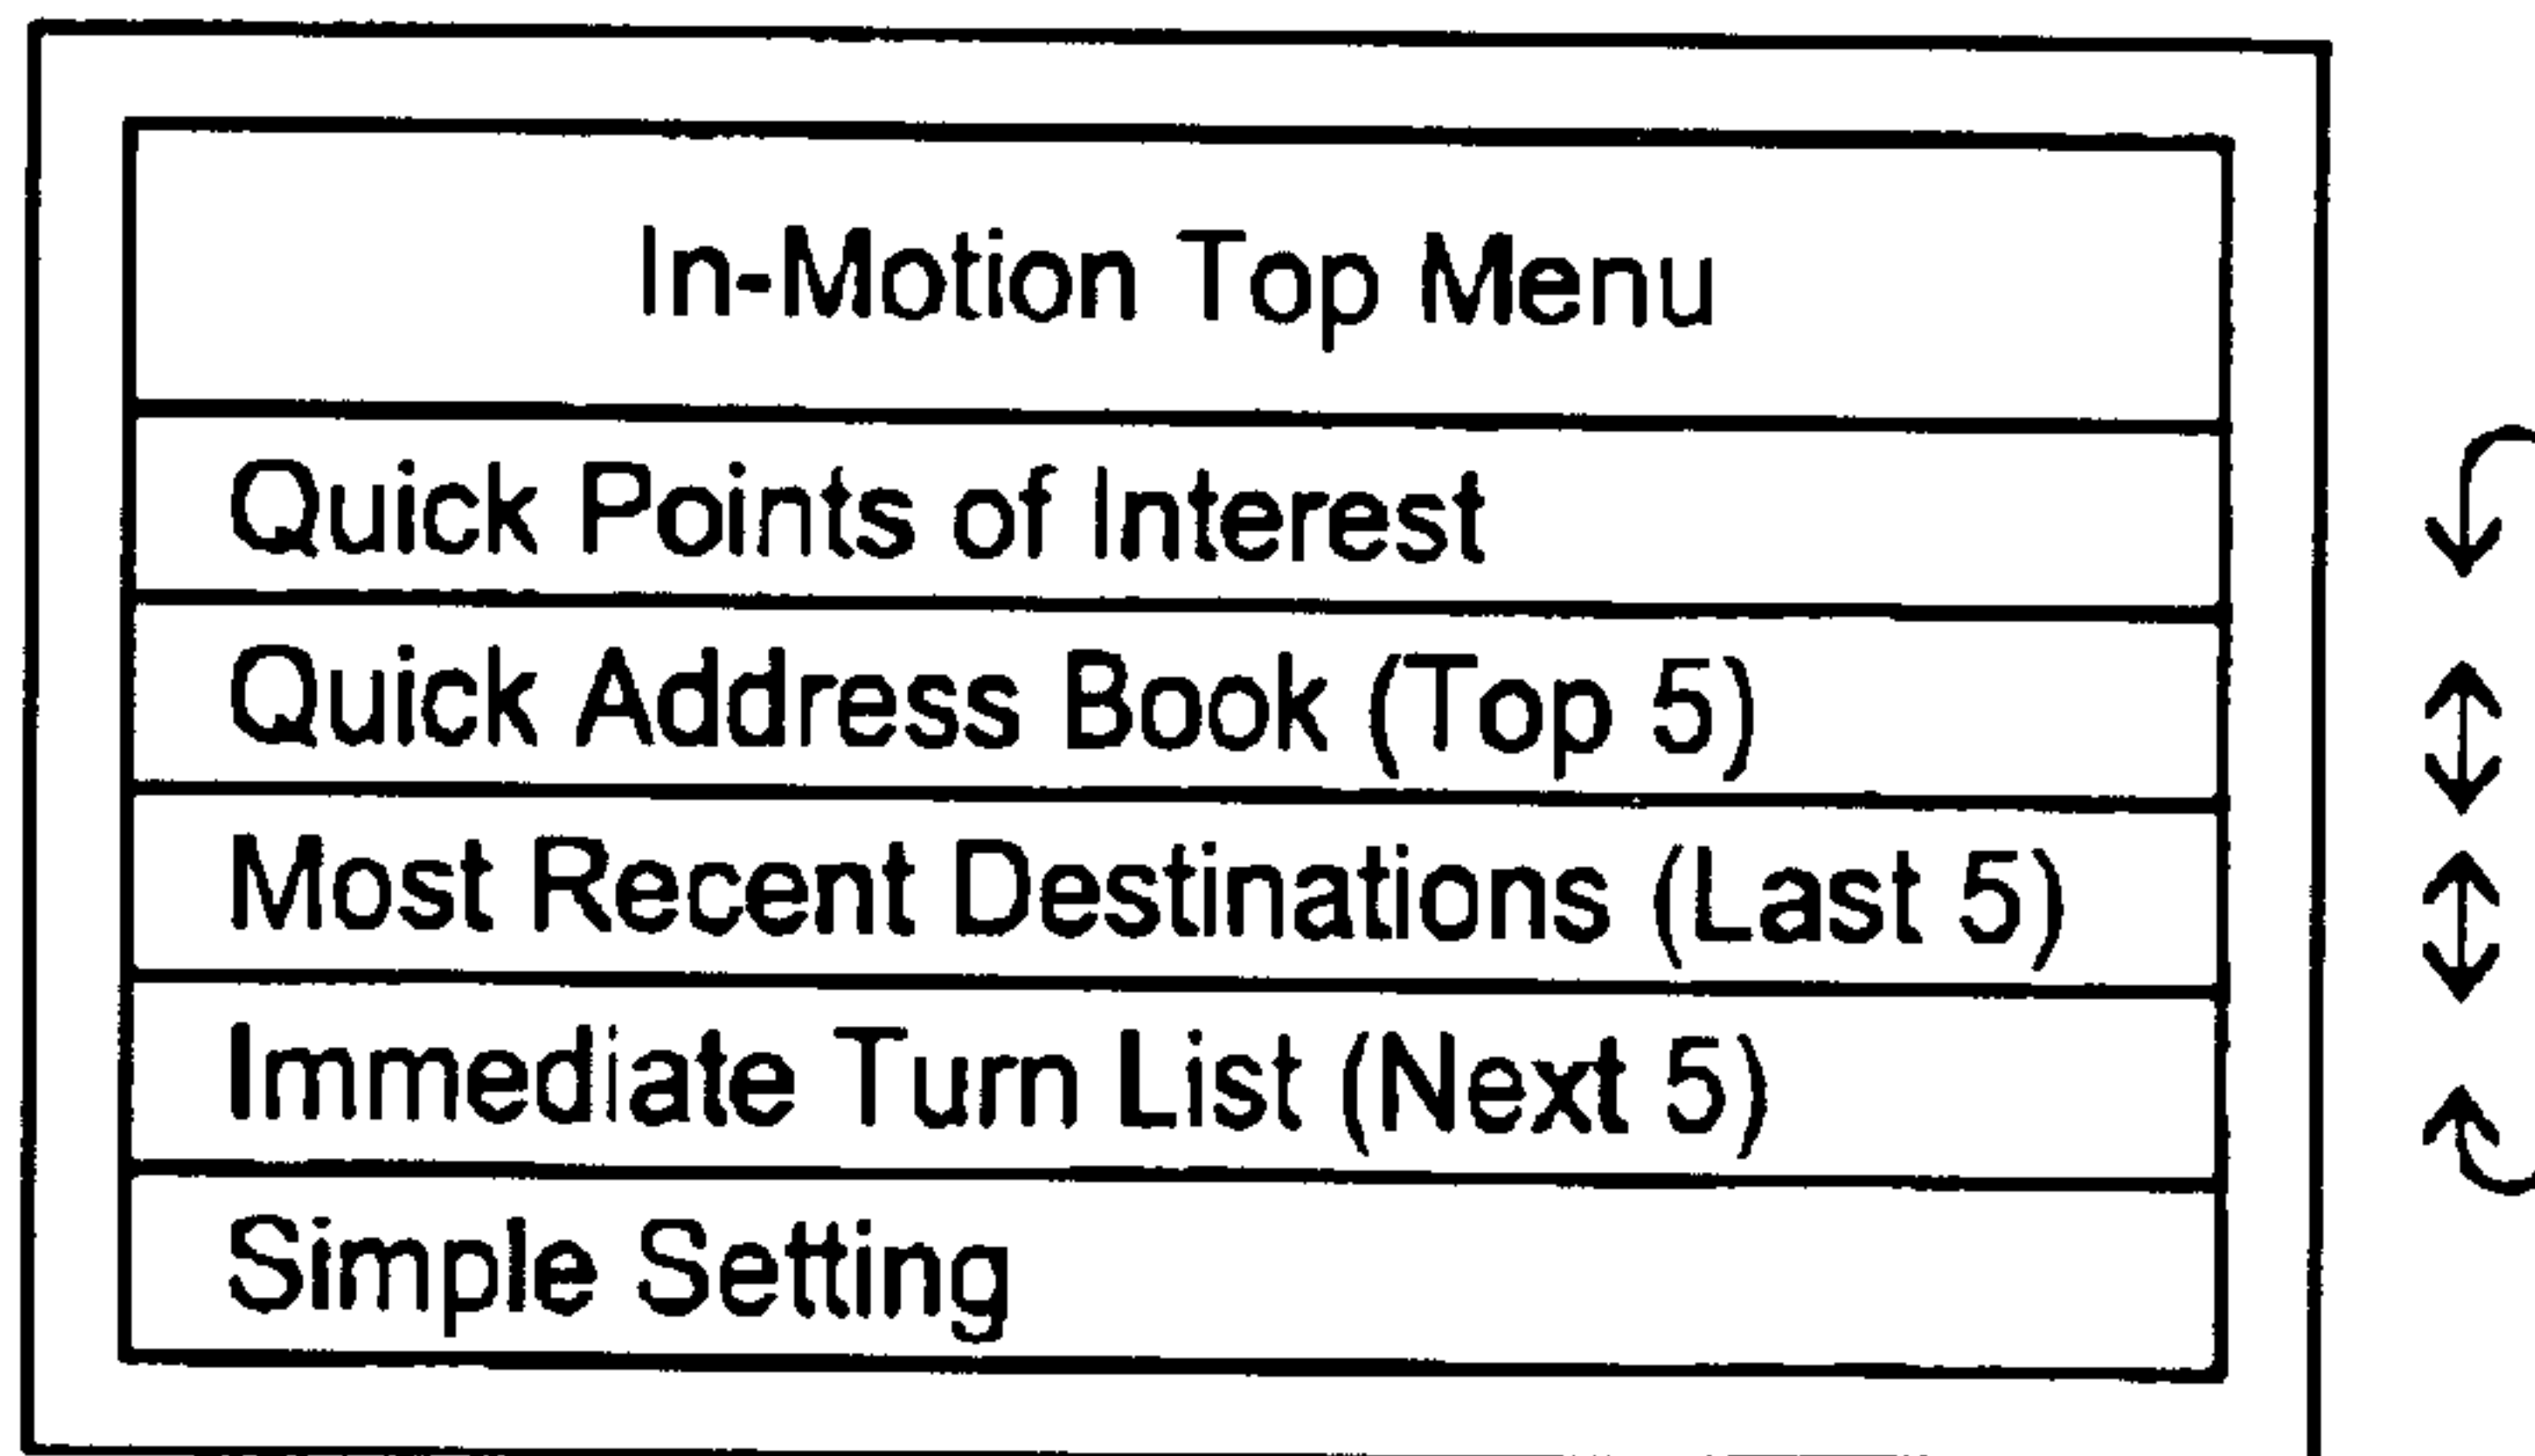 In-Motion Top Menu
Quick Points of Interest
Quick Address Book (Top 5)
Most Recent Destinations (Last 5)
Immediate Turn List (Next 5)
Simple Setting